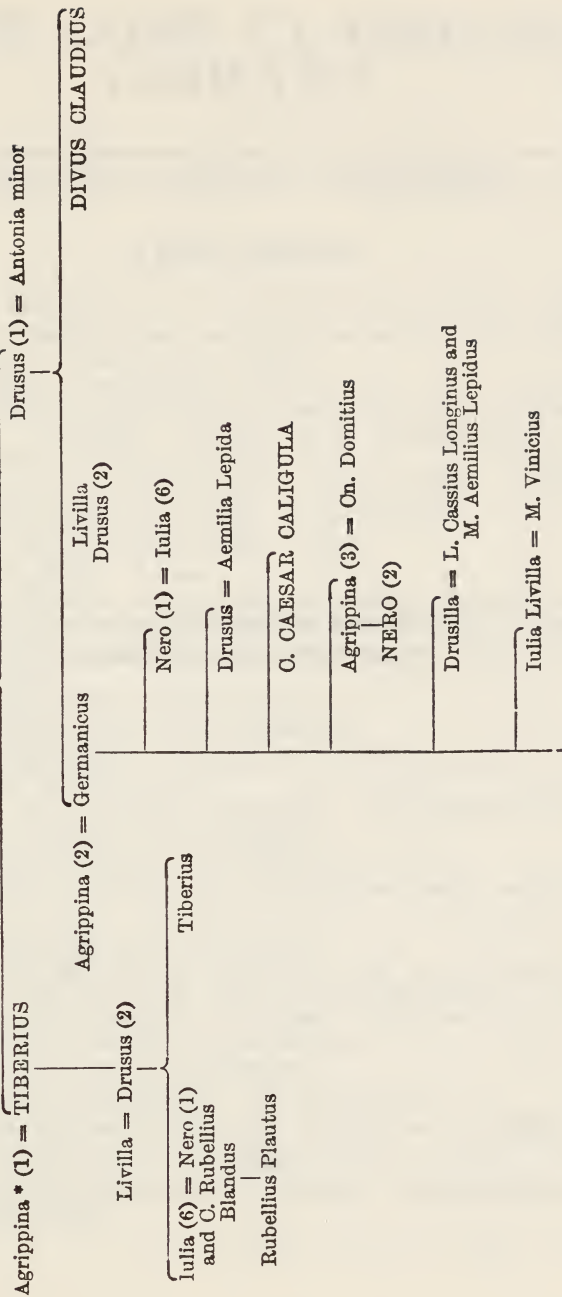 Agrippina * (1) = TIBERIUS
Drusus (1) = Antonia minor
Livilla = Drusus (2)
Agrippina (2) = Germanicus
Livilla
Drusus (2)
DIVUS CLAUDIUS
Iulia (6) = Nero (1)
and C. Rubellius
Blandus
Rubellius Plautus
Tiberius
Nero (1) = Iulia (6)
Drusus = Aemilia Lepida
C. CAESAR CALIGULA
Agrippina (3) = Cn. Domitius
NERO (2)
Drusilla = L. Cassius Longinus and
M. Aemilius Lepidus
Iulia Livilla = M. Vinicius